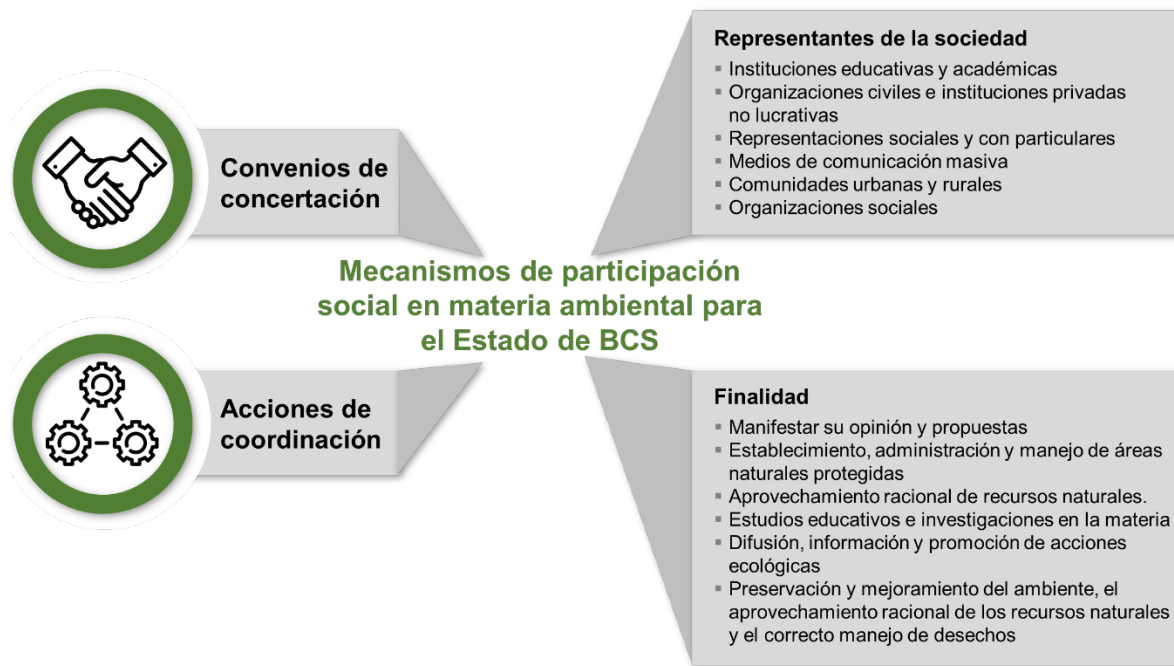 Convenios de
concertación
Acciones de
coordinación
Mecanismos de participación
social en materia ambiental para
el Estado de BCS
Representantes de la sociedad
▪ Instituciones educativas y académicas
▪ Organizaciones civiles e instituciones privadas
no lucrativas
▪ Representaciones sociales y con particulares
▪ Medios de comunicación masiva
▪ Comunidades urbanas y rurales
▪ Organizaciones sociales
Finalidad
▪ Manifestar su opinión y propuestas
▪ Establecimiento, administración y manejo de áreas
naturales protegidas
▪ Aprovechamiento racional de recursos naturales.
▪ Estudios educativos e investigaciones en la materia
▪ Difusión, información y promoción de acciones
ecológicas
▪ Preservación y mejoramiento del ambiente, el
aprovechamiento racional de los recursos naturales
y el correcto manejo de desechos